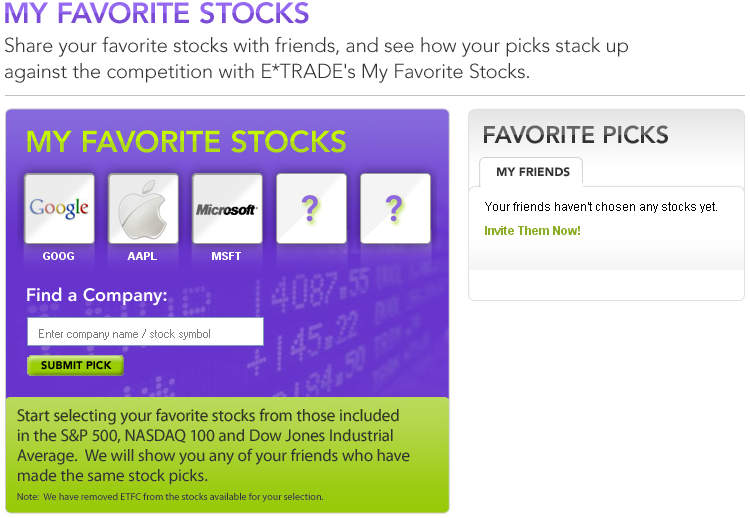 MY FAVORITE STOCKS
Share your favorite stocks with friends, and see how your picks stack up
against the competition with E*TRADE's My Favorite Stocks.
MY FAVORITE STOCKS
Google
Microsoft
?
?
GOOG
AAPL
MSFT
Find a Company:
Enter company name / stock symbol
SUBMIT PICK
14087.55
+145.22
Start selecting your favorite stocks from those included
in the S&P 500, NASDAQ 100 and Dow Jones Industrial
Average. We will show you any of your friends who have
made the same stock picks.
Note: We have removed ETFC from the stocks available for your selection.
FAVORITE PICKS
MY FRIENDS
Your friends haven't chosen any stocks yet.
Invite Them Now!